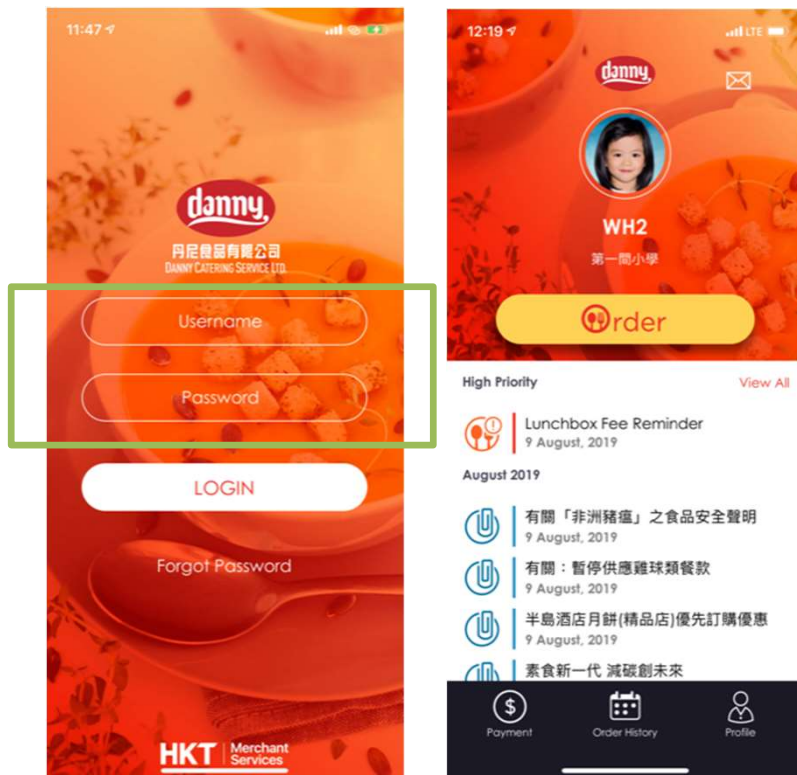 11:47
danny,
丹尼食品有限公司
DANNY CATERING SERVICE LTD.
Username
Password
LOGIN
Forgot Password
HKT Merchant Services
12:19
LTE
danny,
WH2
第一間小學
Order
High Priority
View All
Lunchbox Fee Reminder
9 August, 2019
August 2019
有關「非洲豬瘟」之食品安全聲明
9 August, 2019
有關：暫停供應雞球類餐款
9 August, 2019
半島酒店月餅(精品店)優先訂購優惠
9 August, 2019
素食新一代 減碳創未來
Payment
Order History
Profile